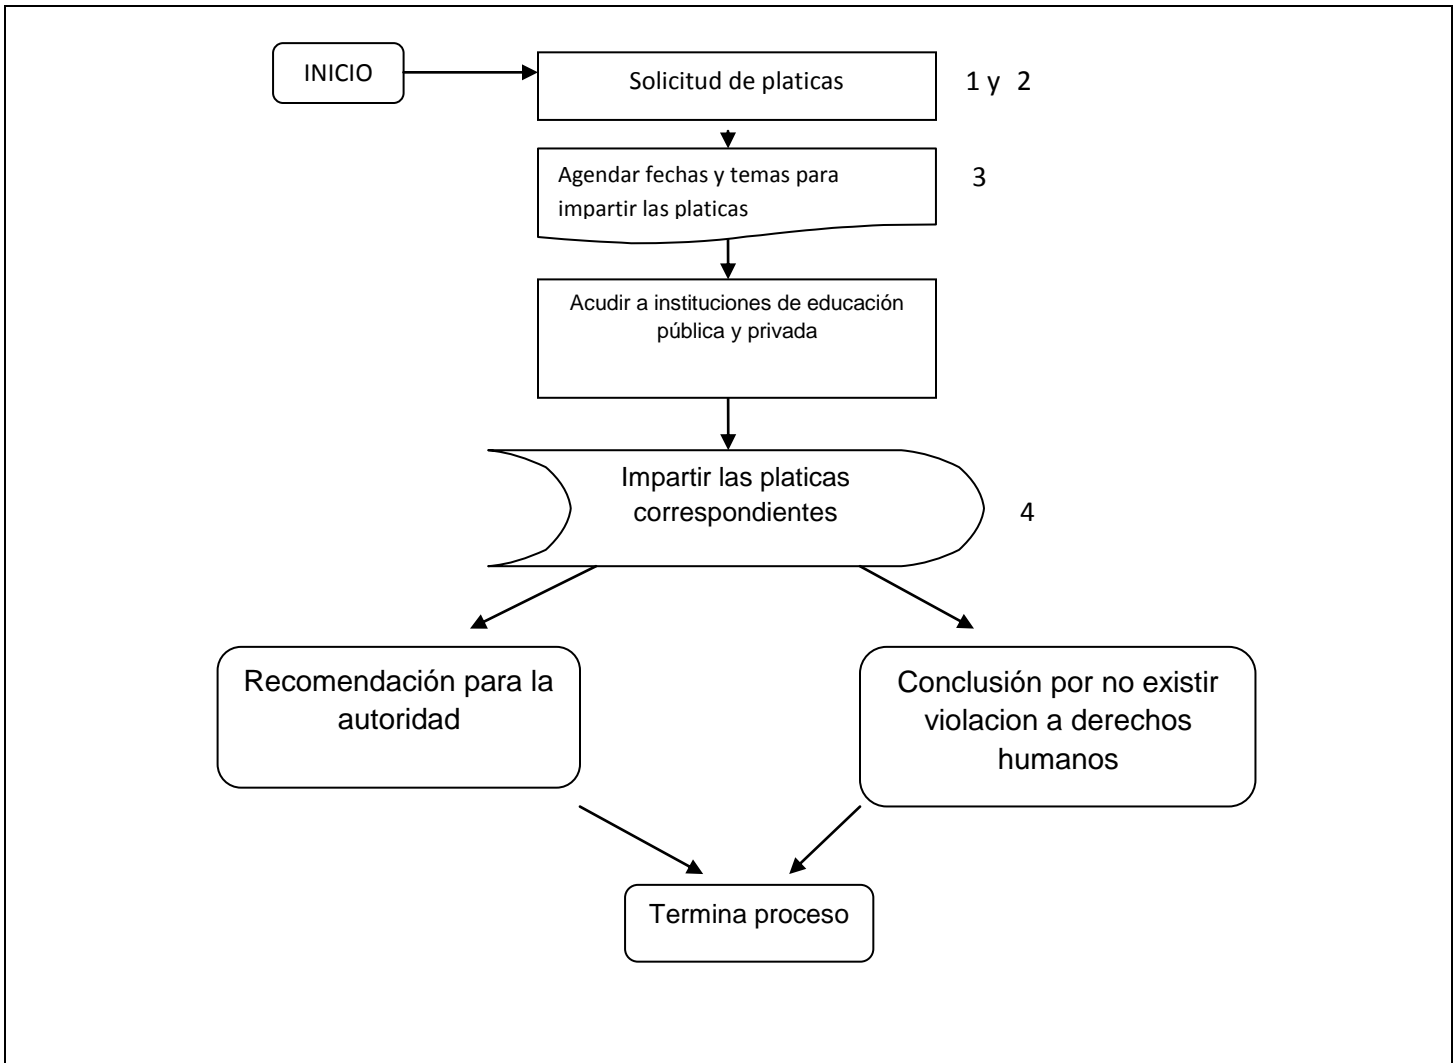 INICIO
Solicitud de platicas
1 y 2
Agendar fechas y temas para
impartir las platicas
3
Acudir a instituciones de educación
pública y privada
Impartir las platicas
correspondientes
4
Recomendación para la
autoridad
Conclusión por no existir
violacion a derechos
humanos
Termina proceso